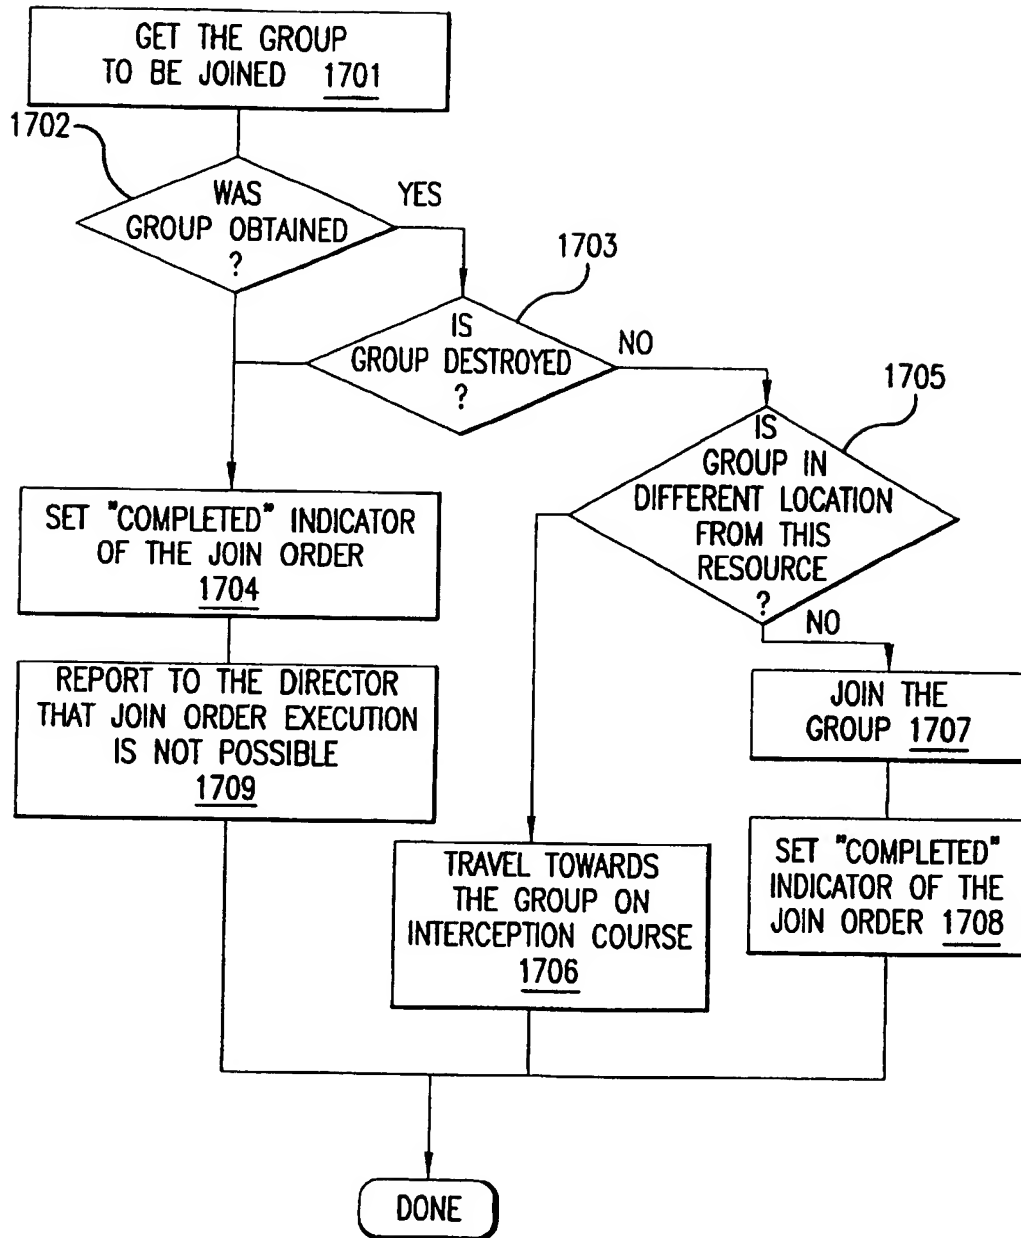 GET THE GROUP
TO BE JOINED 1701
1702
WAS
GROUP OBTAINED
?
YES
1703
IS
GROUP DESTROYED
?
NO
1705
IS
GROUP IN
DIFFERENT LOCATION
FROM THIS
RESOURCE
?
NO
SET "COMPLETED" INDICATOR
OF THE JOIN ORDER
1704
REPORT TO THE DIRECTOR
THAT JOIN ORDER EXECUTION
IS NOT POSSIBLE
1709
JOIN THE
GROUP 1707
TRAVEL TOWARDS
THE GROUP ON
INTERCEPTION COURSE
1706
SET "COMPLETED"
INDICATOR OF THE
JOIN ORDER 1708
DONE